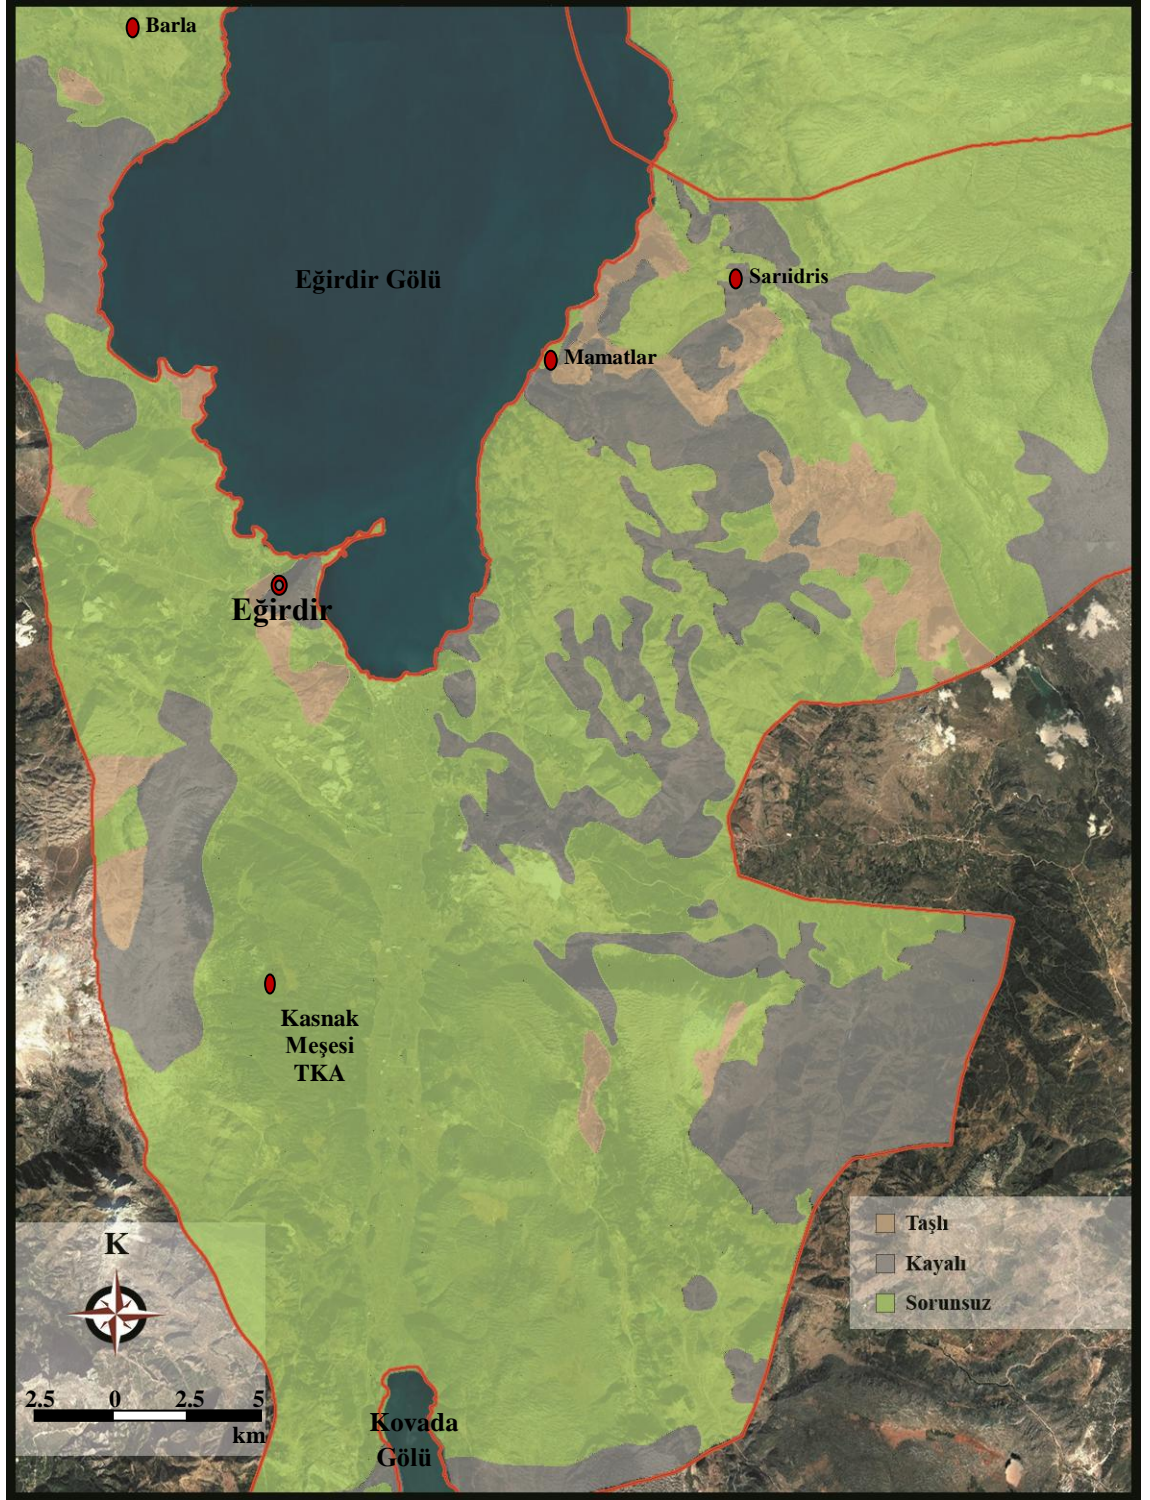 Barla
Eğirdir Gölü
Sarıidris
Mamatlar
Eğirdir
Kasnak
Meşesi
TKA
Taşlı
Kayalı
Sorunsuz
K
2.5 0 2.5 5
km
Kovada
Gölü